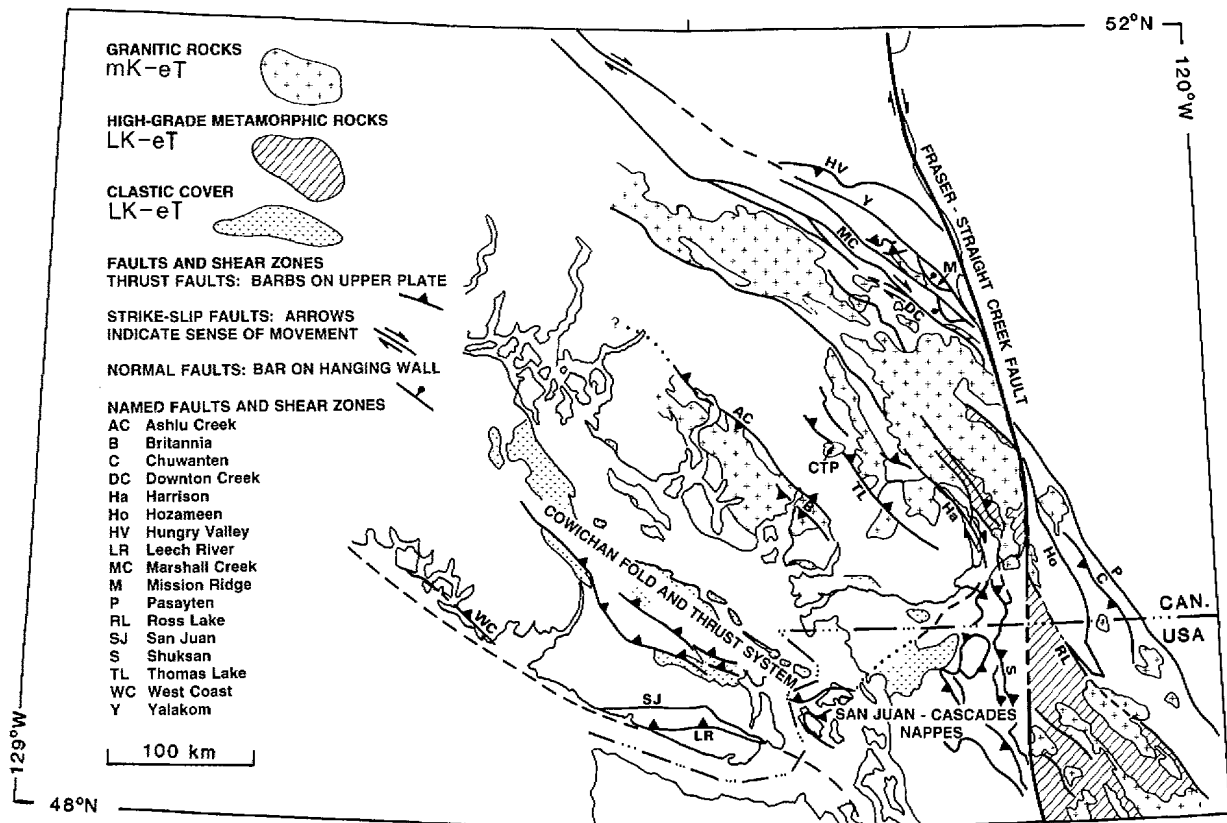 GRANITIC ROCKS
mK-eT
HIGH-GRADE METAMORPHIC ROCKS
LK-eT
CLASTIC COVER
LK-eT
FAULTS AND SHEAR ZONES
THRUST FAULTS: BARBS ON UPPER PLATE
STRIKE-SLIP FAULTS: ARROWS
INDICATE SENSE OF MOVEMENT
NORMAL FAULTS: BAR ON HANGING WALL
NAMED FAULTS AND SHEAR ZONES
AC Ashlu Creek
B Britannia
C Chuwanten
DC Downton Creek
Ha Harrison
Ho Hozameen
HV Hungry Valley
LR Leech River
MC Marshall Creek
M Mission Ridge
P Pasayten
RL Ross Lake
SJ San Juan
S Shuksan
TL Thomas Lake
WC West Coast
Y Yalakom
100 km
129°W
48°N
52°N
120°W
FRASER - STRAIGHT CREEK FAULT
HV
Y
MC
M
DC
?
AC
CTP
TL
B
Ha
Ho
C
P
CAN.
USA
COWICHAN FOLD AND THRUST SYSTEM
WC
RL
S
SJ
LR
SAN JUAN - CASCADES
NAPPES